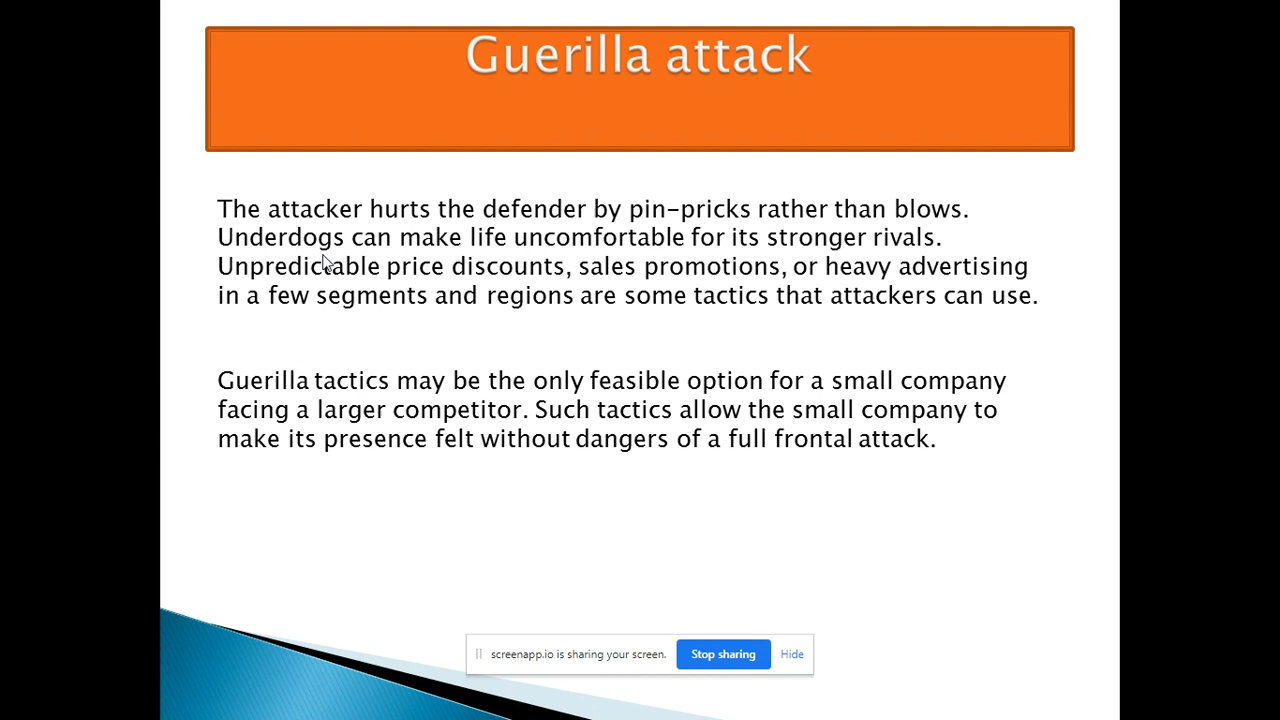 Guerilla attack
The attacker hurts the defender by pin-pricks rather than blows.
Underdogs can make life uncomfortable for its stronger rivals.
Unpredictable price discounts, sales promotions, or heavy advertising
in a few segments and regions are some tactics that attackers can use.
Guerilla tactics may be the only feasible option for a small company
facing a larger competitor. Such tactics allow the small company to
make its presence felt without dangers of a full frontal attack.
screenapp.io is sharing your screen. Stop sharing Hide